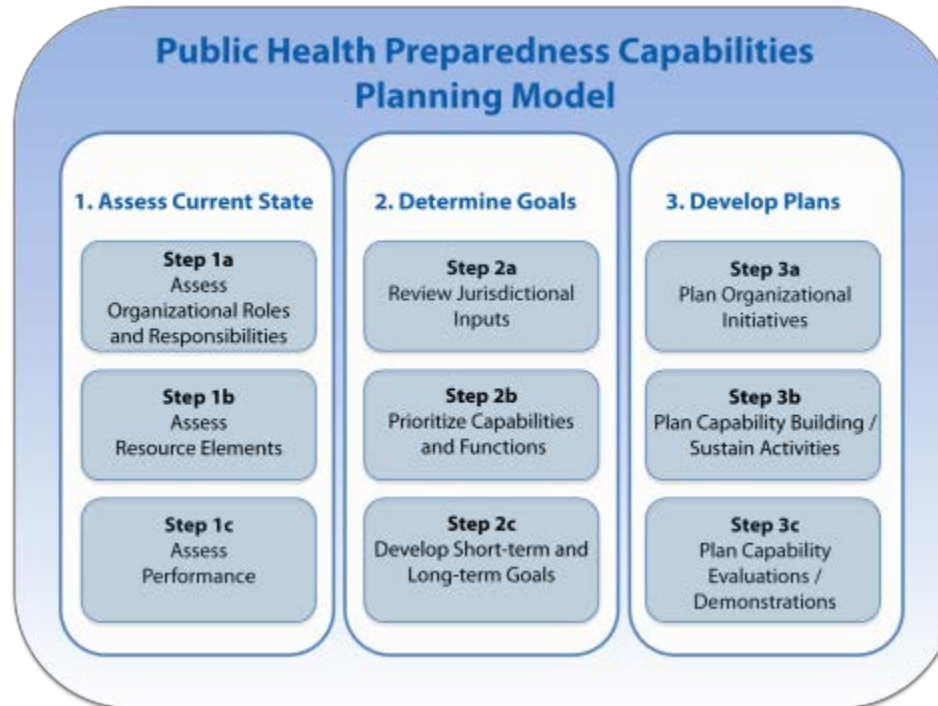 Public Health Preparedness Capabilities
Planning Model
1. Assess Current State
Step 1a
Assess
Organizational Roles
and Responsibilities
Step 1b
Assess
Resource Elements
Step 1c
Assess
Performance
2. Determine Goals
Step 2a
Review Jurisdictional
Inputs
Step 2b
Prioritize Capabilities
and Functions
Step 2c
Develop Short-term and
Long-term Goals
3. Develop Plans
Step 3a
Plan Organizational
Initiatives
Step 3b
Plan Capability Building /
Sustain Activities
Step 3c
Plan Capability
Evaluations /
Demonstrations